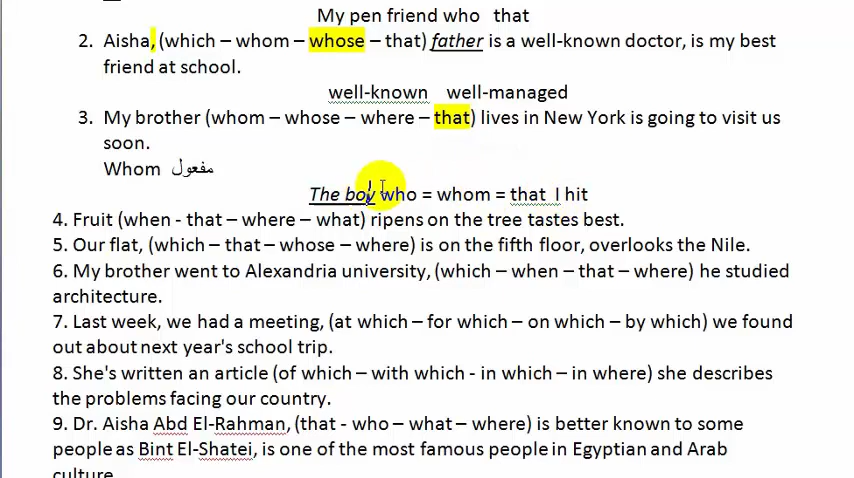 My pen friend who that
2. Aisha, (which – whom – whose – that) father is a well-known doctor, is my best
friend at school.
well-known well-managed
3. My brother (whom – whose – where – that) lives in New York is going to visit us
soon.
Whom مفعول
The boy who = whom = that I hit
4. Fruit (when - that – where – what) ripens on the tree tastes best.
5. Our flat, (which – that – whose – where) is on the fifth floor, overlooks the Nile.
6. My brother went to Alexandria university, (which – when – that – where) he studied
architecture.
7. Last week, we had a meeting, (at which – for which – on which – by which) we found
out about next year's school trip.
8. She's written an article (of which – with which - in which – in where) she describes
the problems facing our country.
9. Dr. Aisha Abd El-Rahman, (that - who – what – where) is better known to some
people as Bint El-Shatei, is one of the most famous people in Egyptian and Arab
culture.